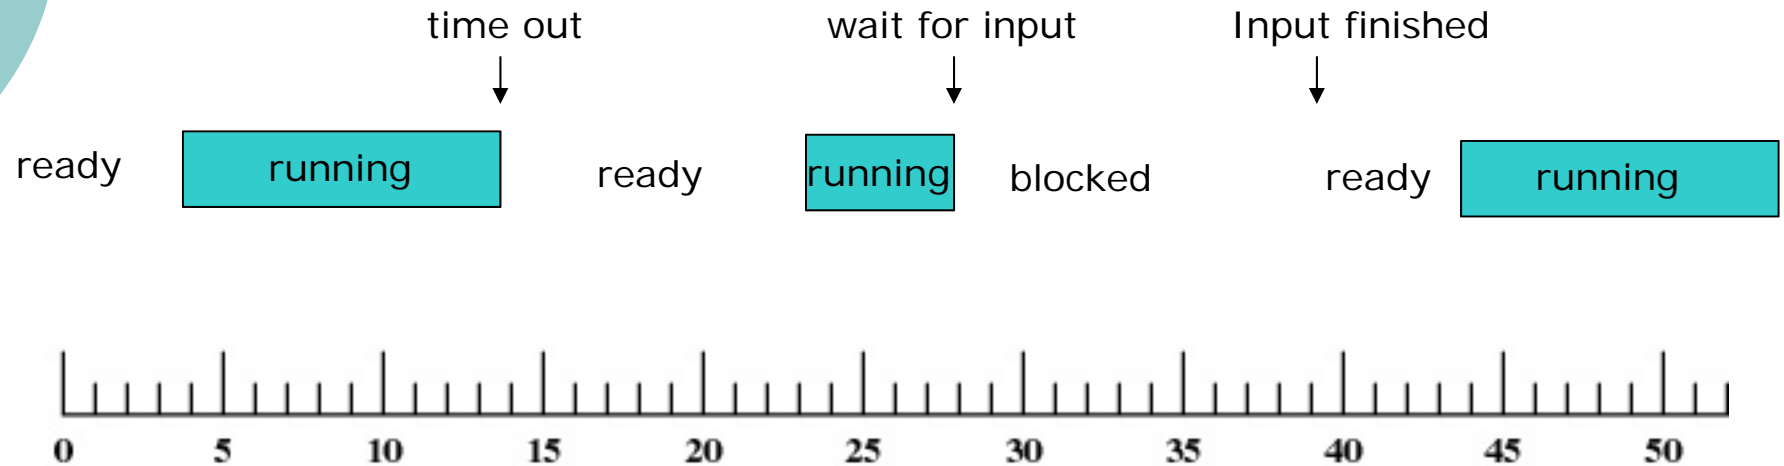 time out wait for input Input finished
ready running ready running blocked ready running
0 5 10 15 20 25 30 35 40 45 50